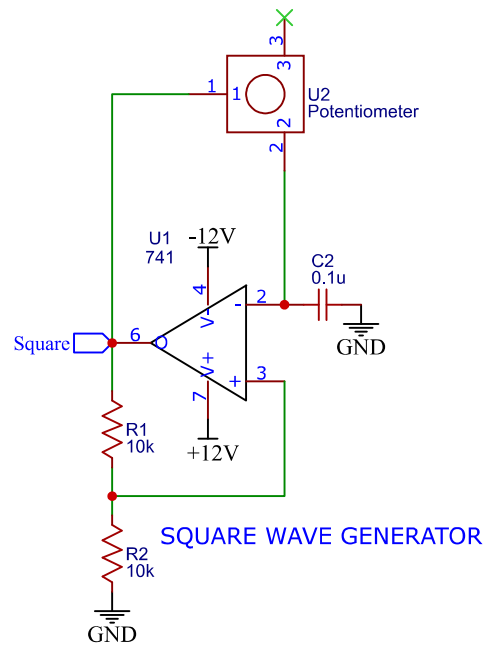 3
3
1
1
U2
Potentiometer
2
2
U1
741
-12V
4
V-
C2
0.1u
2
-
GND
Square
6
O
V+
+
3
7
+12V
R1
10k
SQUARE WAVE GENERATOR
R2
10k
GND